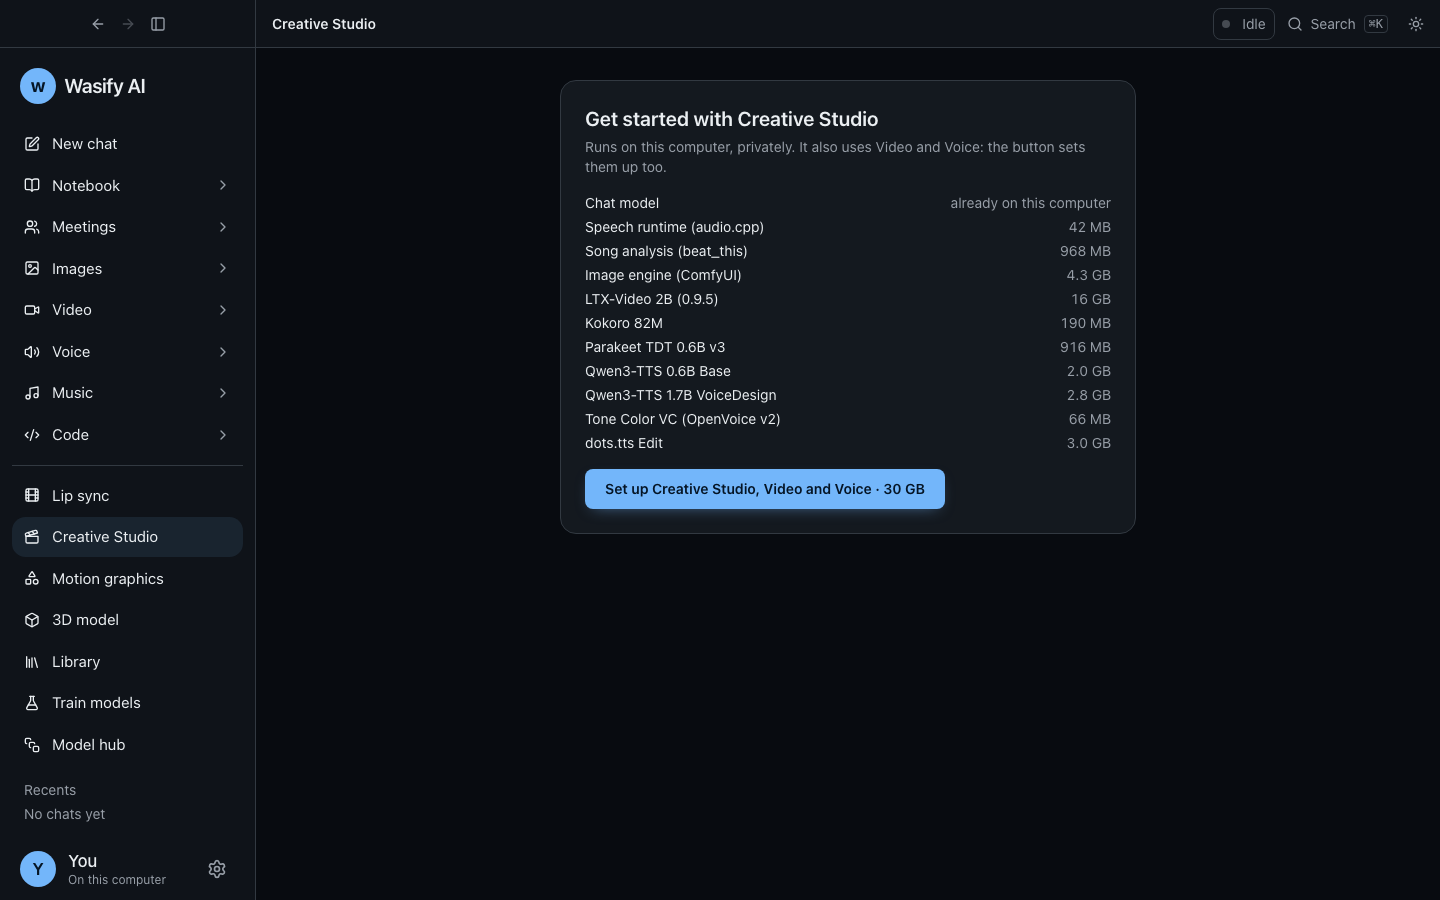 Creative Studio
Idle
Search ⌘K
w Wasify AI
New chat
Notebook
Meetings
Images
Video
Voice
Music
Code
Lip sync
Creative Studio
Motion graphics
3D model
Library
Train models
Model hub
Recents
No chats yet
Y You
On this computer
Get started with Creative Studio
Runs on this computer, privately. It also uses Video and Voice: the button sets
them up too.
Chat model already on this computer
Speech runtime (audio.cpp) 42 MB
Song analysis (beat_this) 968 MB
Image engine (ComfyUI) 4.3 GB
LTX-Video 2B (0.9.5) 16 GB
Kokoro 82M 190 MB
Parakeet TDT 0.6B v3 916 MB
Qwen3-TTS 0.6B Base 2.0 GB
Qwen3-TTS 1.7B VoiceDesign 2.8 GB
Tone Color VC (OpenVoice v2) 66 MB
dots.tts Edit 3.0 GB
Set up Creative Studio, Video and Voice · 30 GB